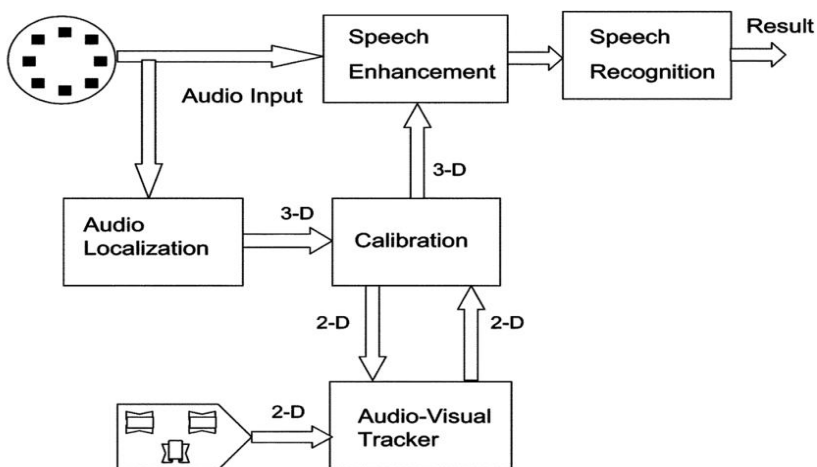 Speech
Enhancement
Speech
Recognition
Result
Audio Input
3-D
Audio
Localization
3-D
Calibration
2-D
2-D
2-D
Audio-Visual
Tracker